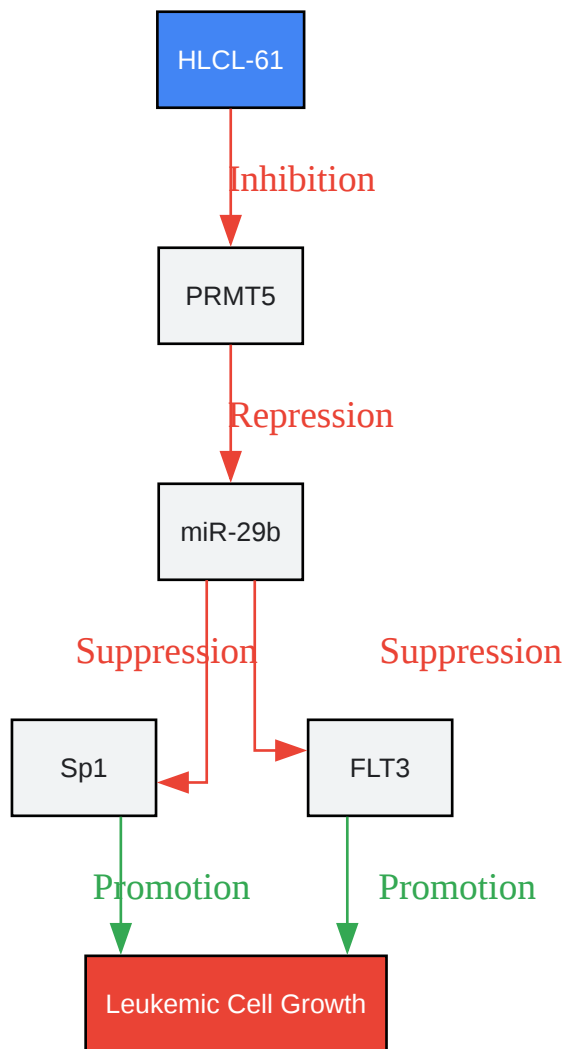 HLCL-61
Inhibition
PRMT5
Repression
miR-29b
Suppression
Suppression
Sp1
FLT3
Promotion
Promotion
Leukemic Cell Growth